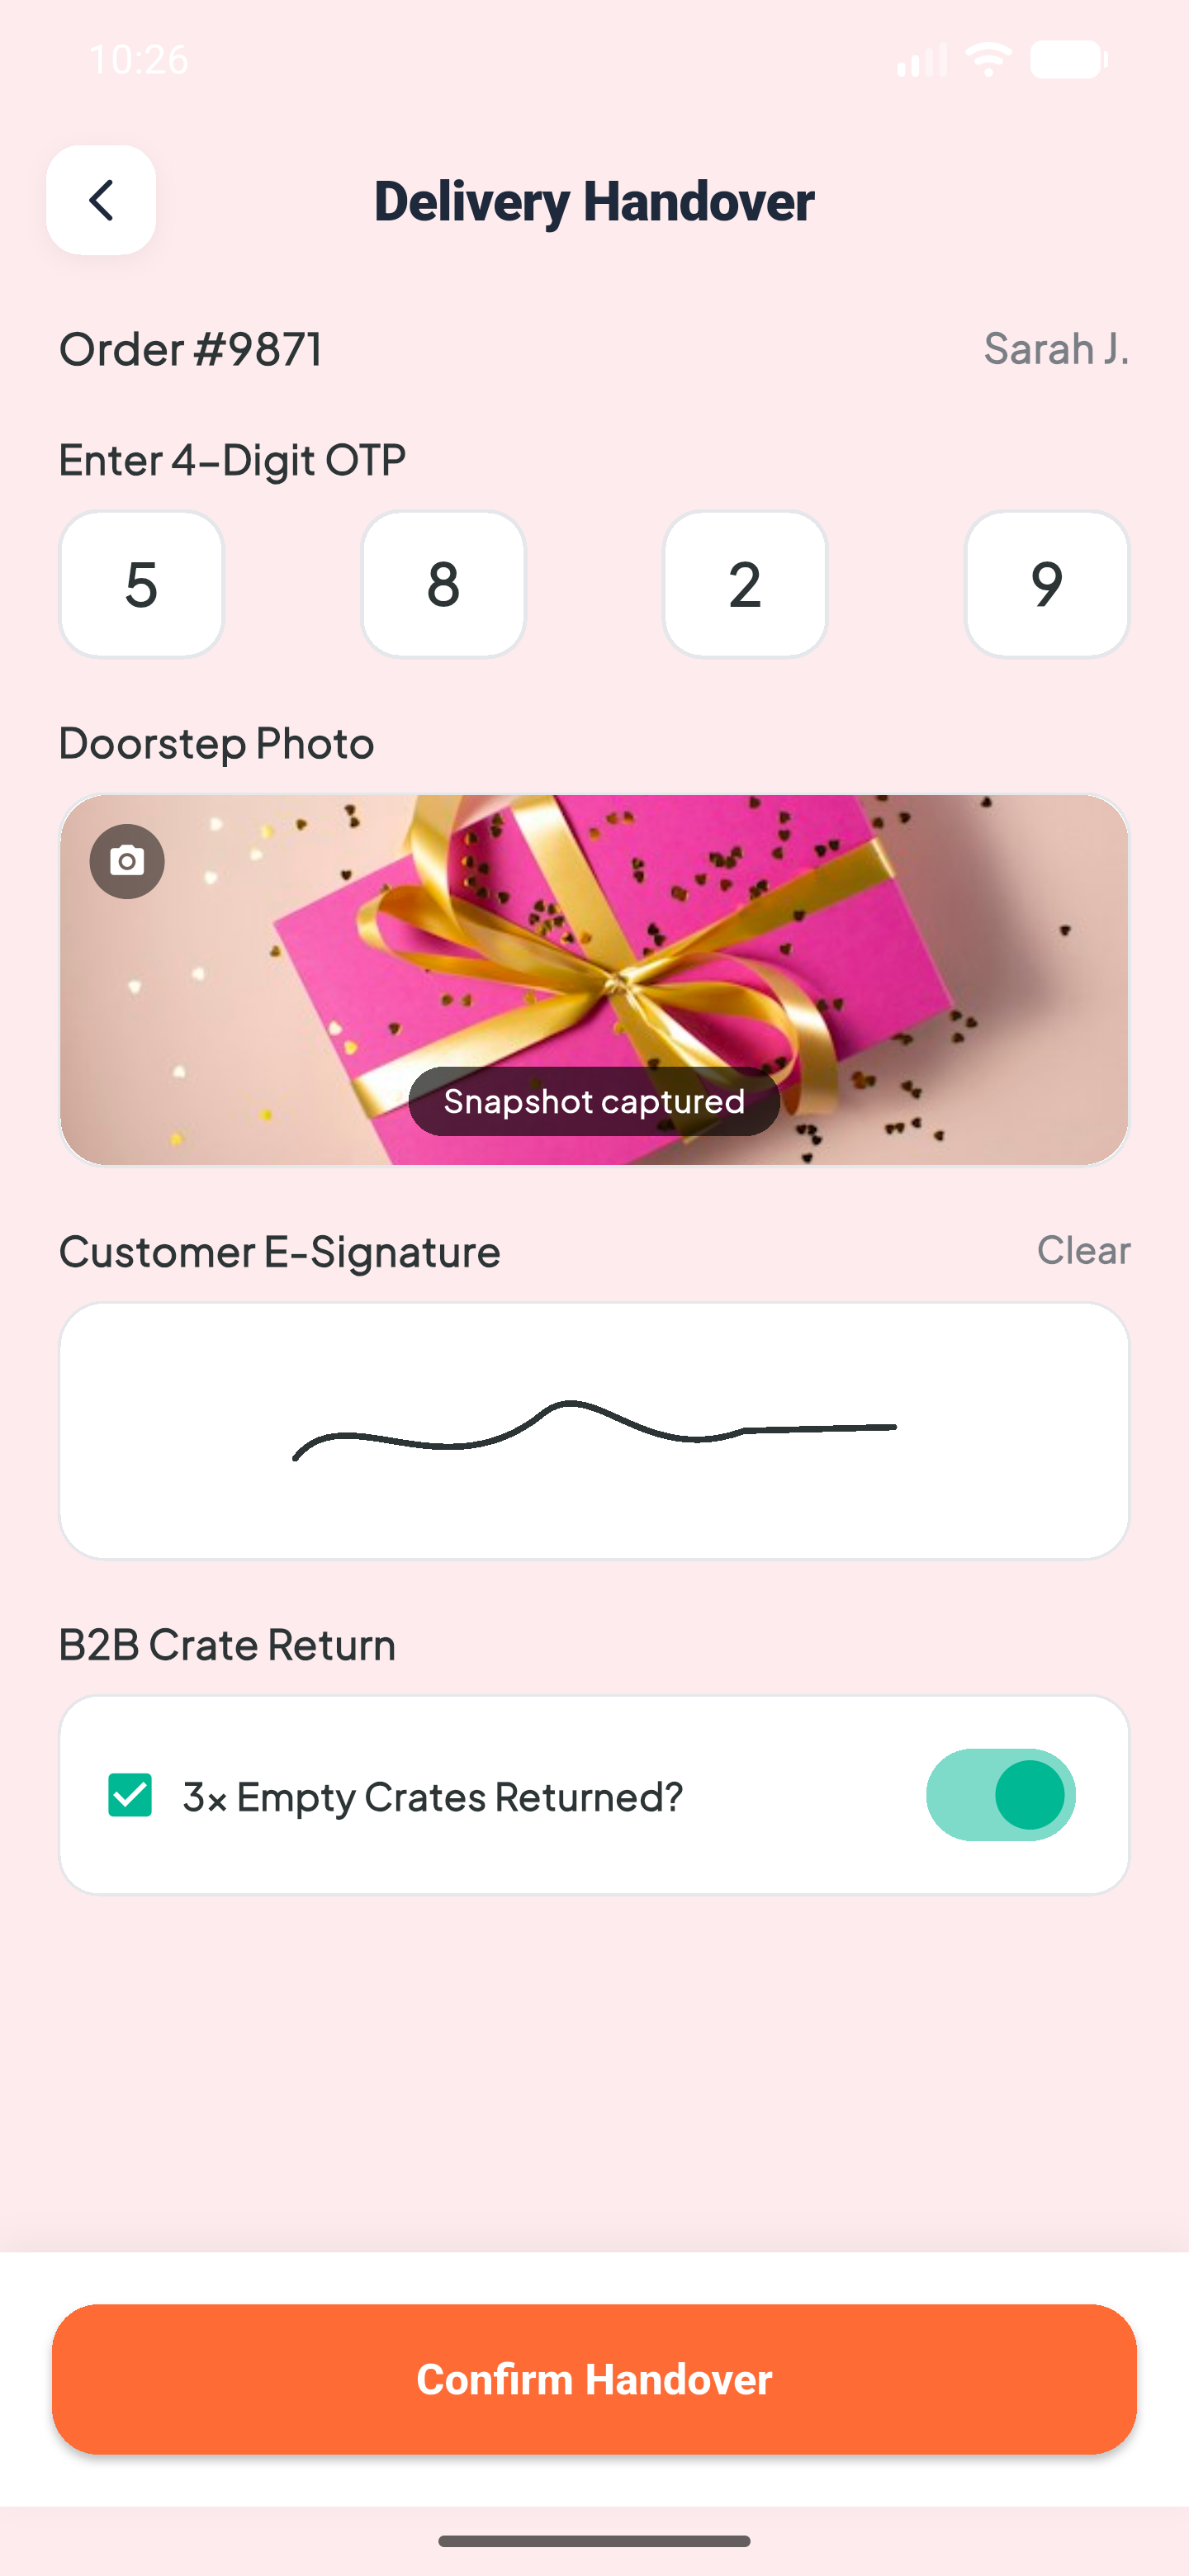 10:26
Delivery Handover
Order #9871
Sarah J.
Enter 4-Digit OTP
5 8 2 9
Doorstep Photo
Snapshot captured
Customer E-Signature
Clear
B2B Crate Return
3x Empty Crates Returned?
Confirm Handover